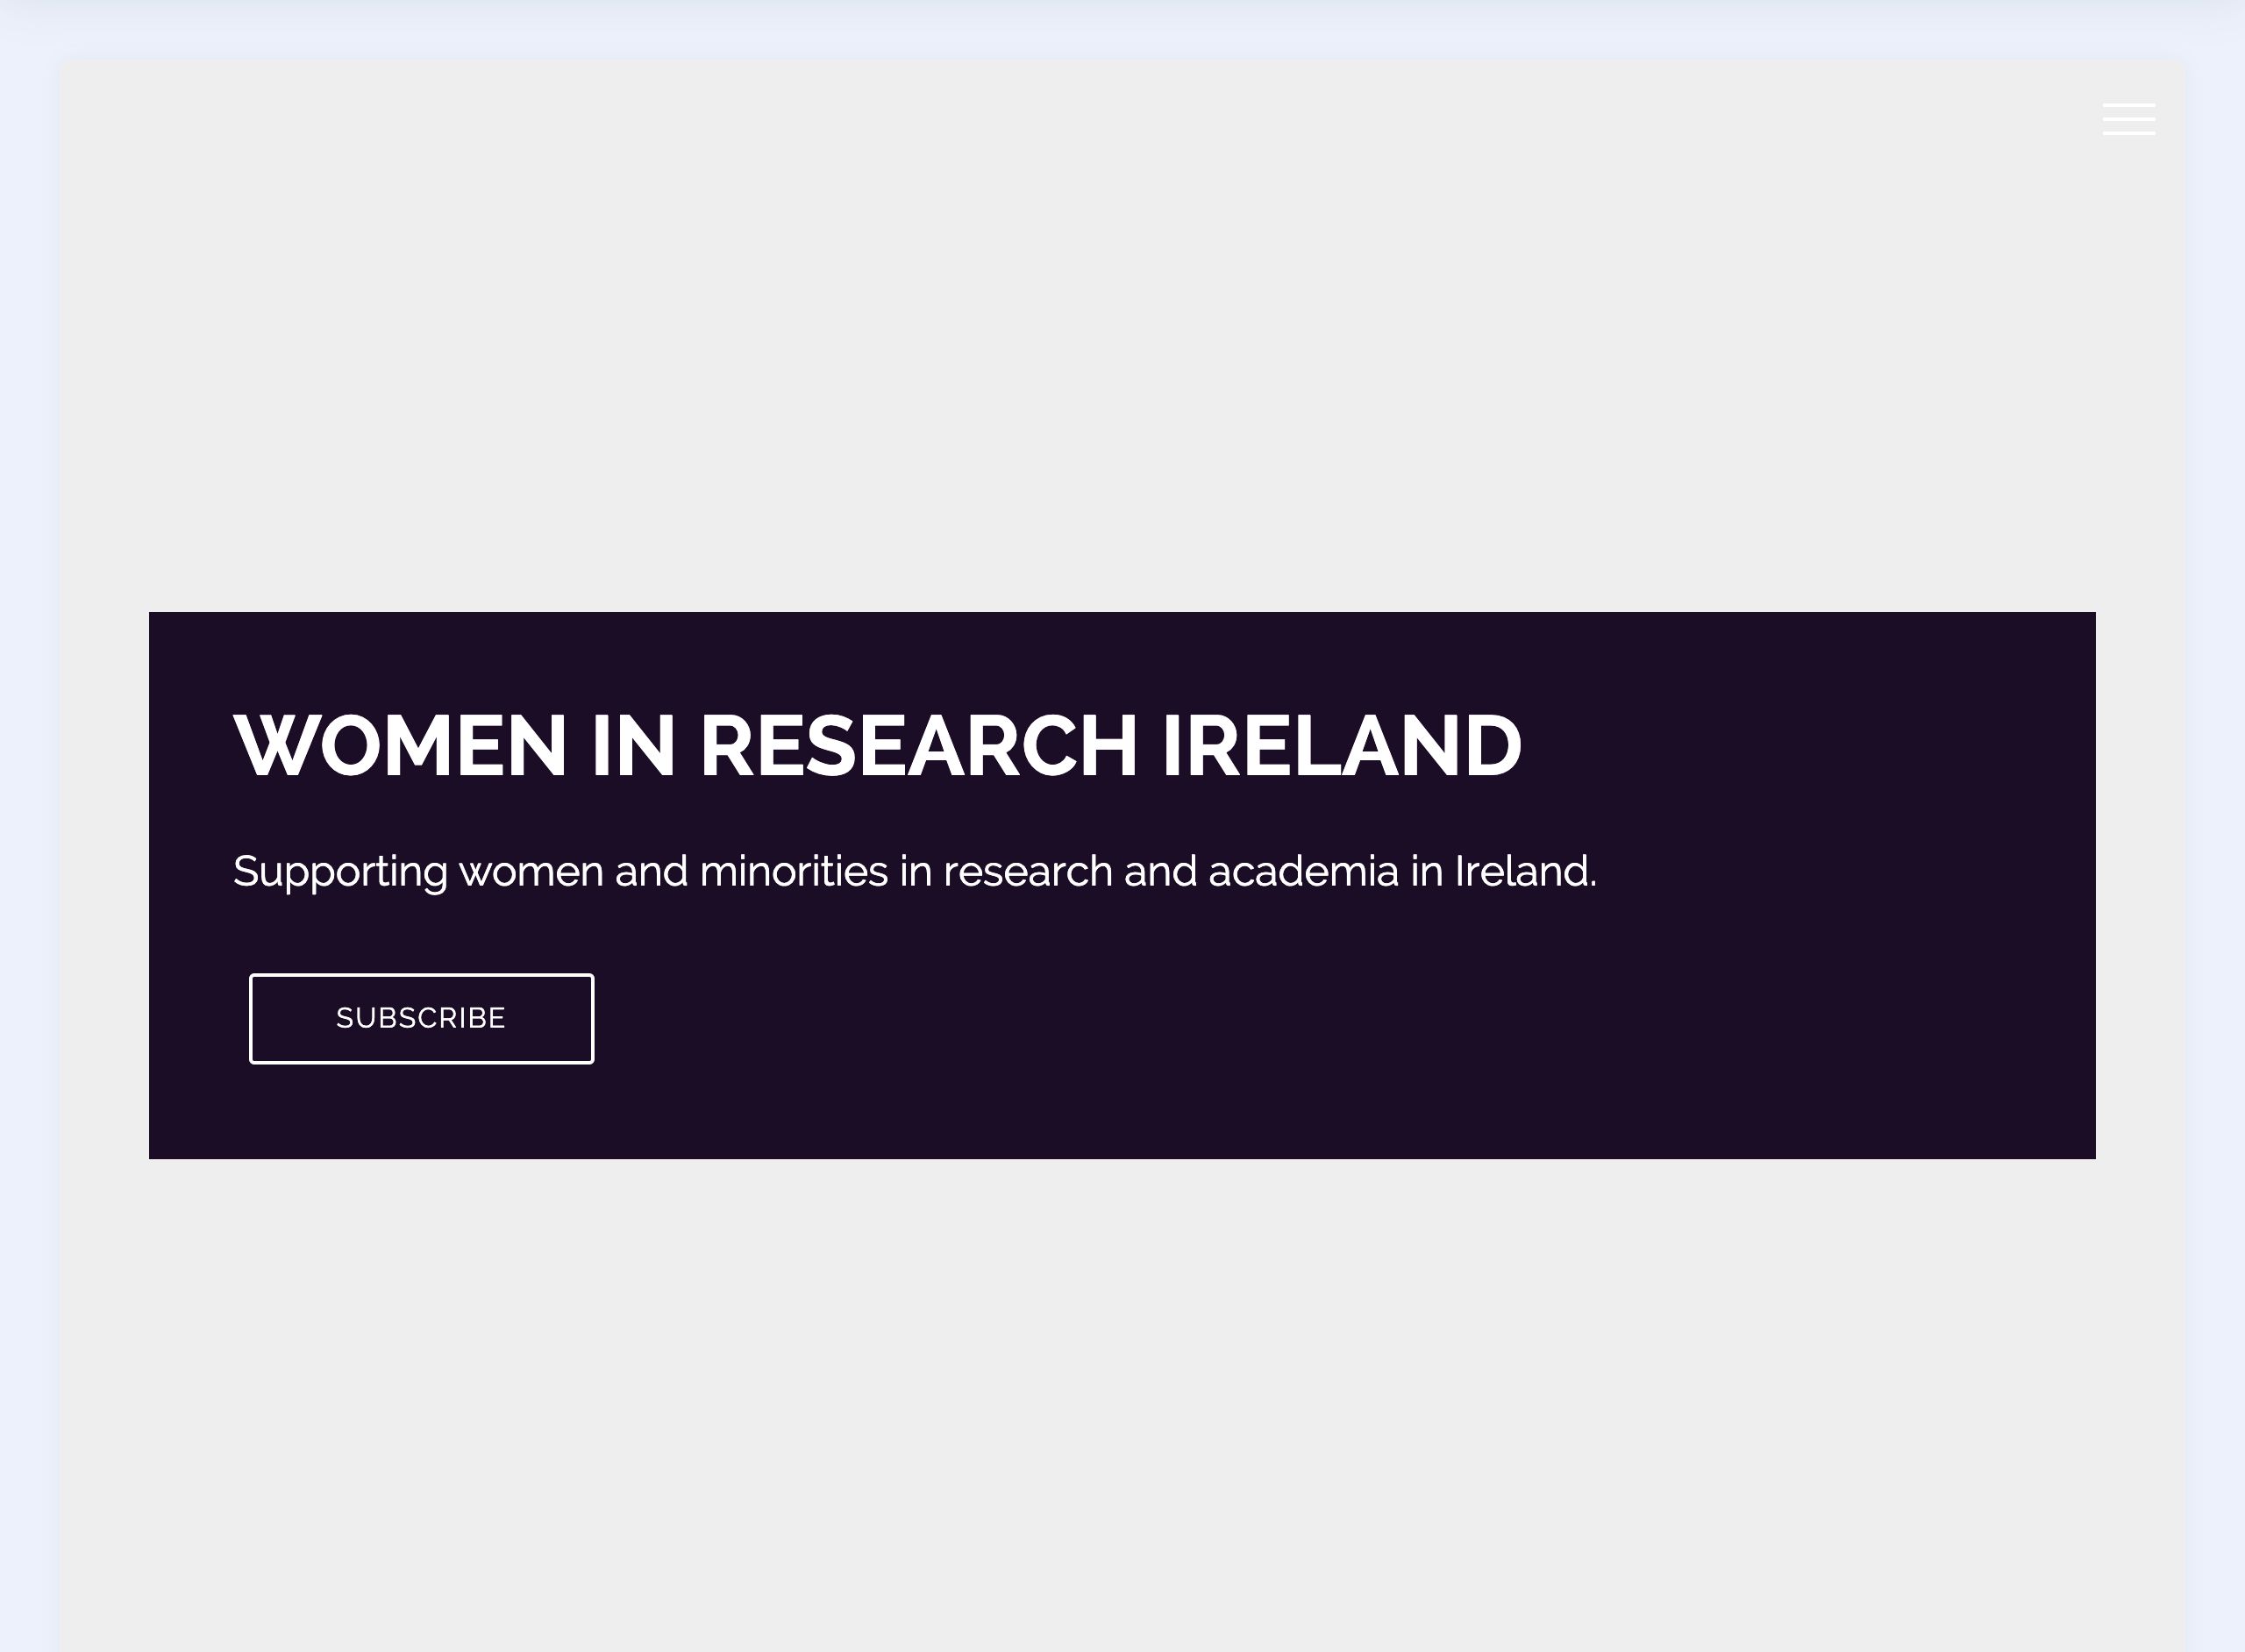 WOMEN IN RESEARCH IRELAND
Supporting women and minorities in research and academia in Ireland.
SUBSCRIBE